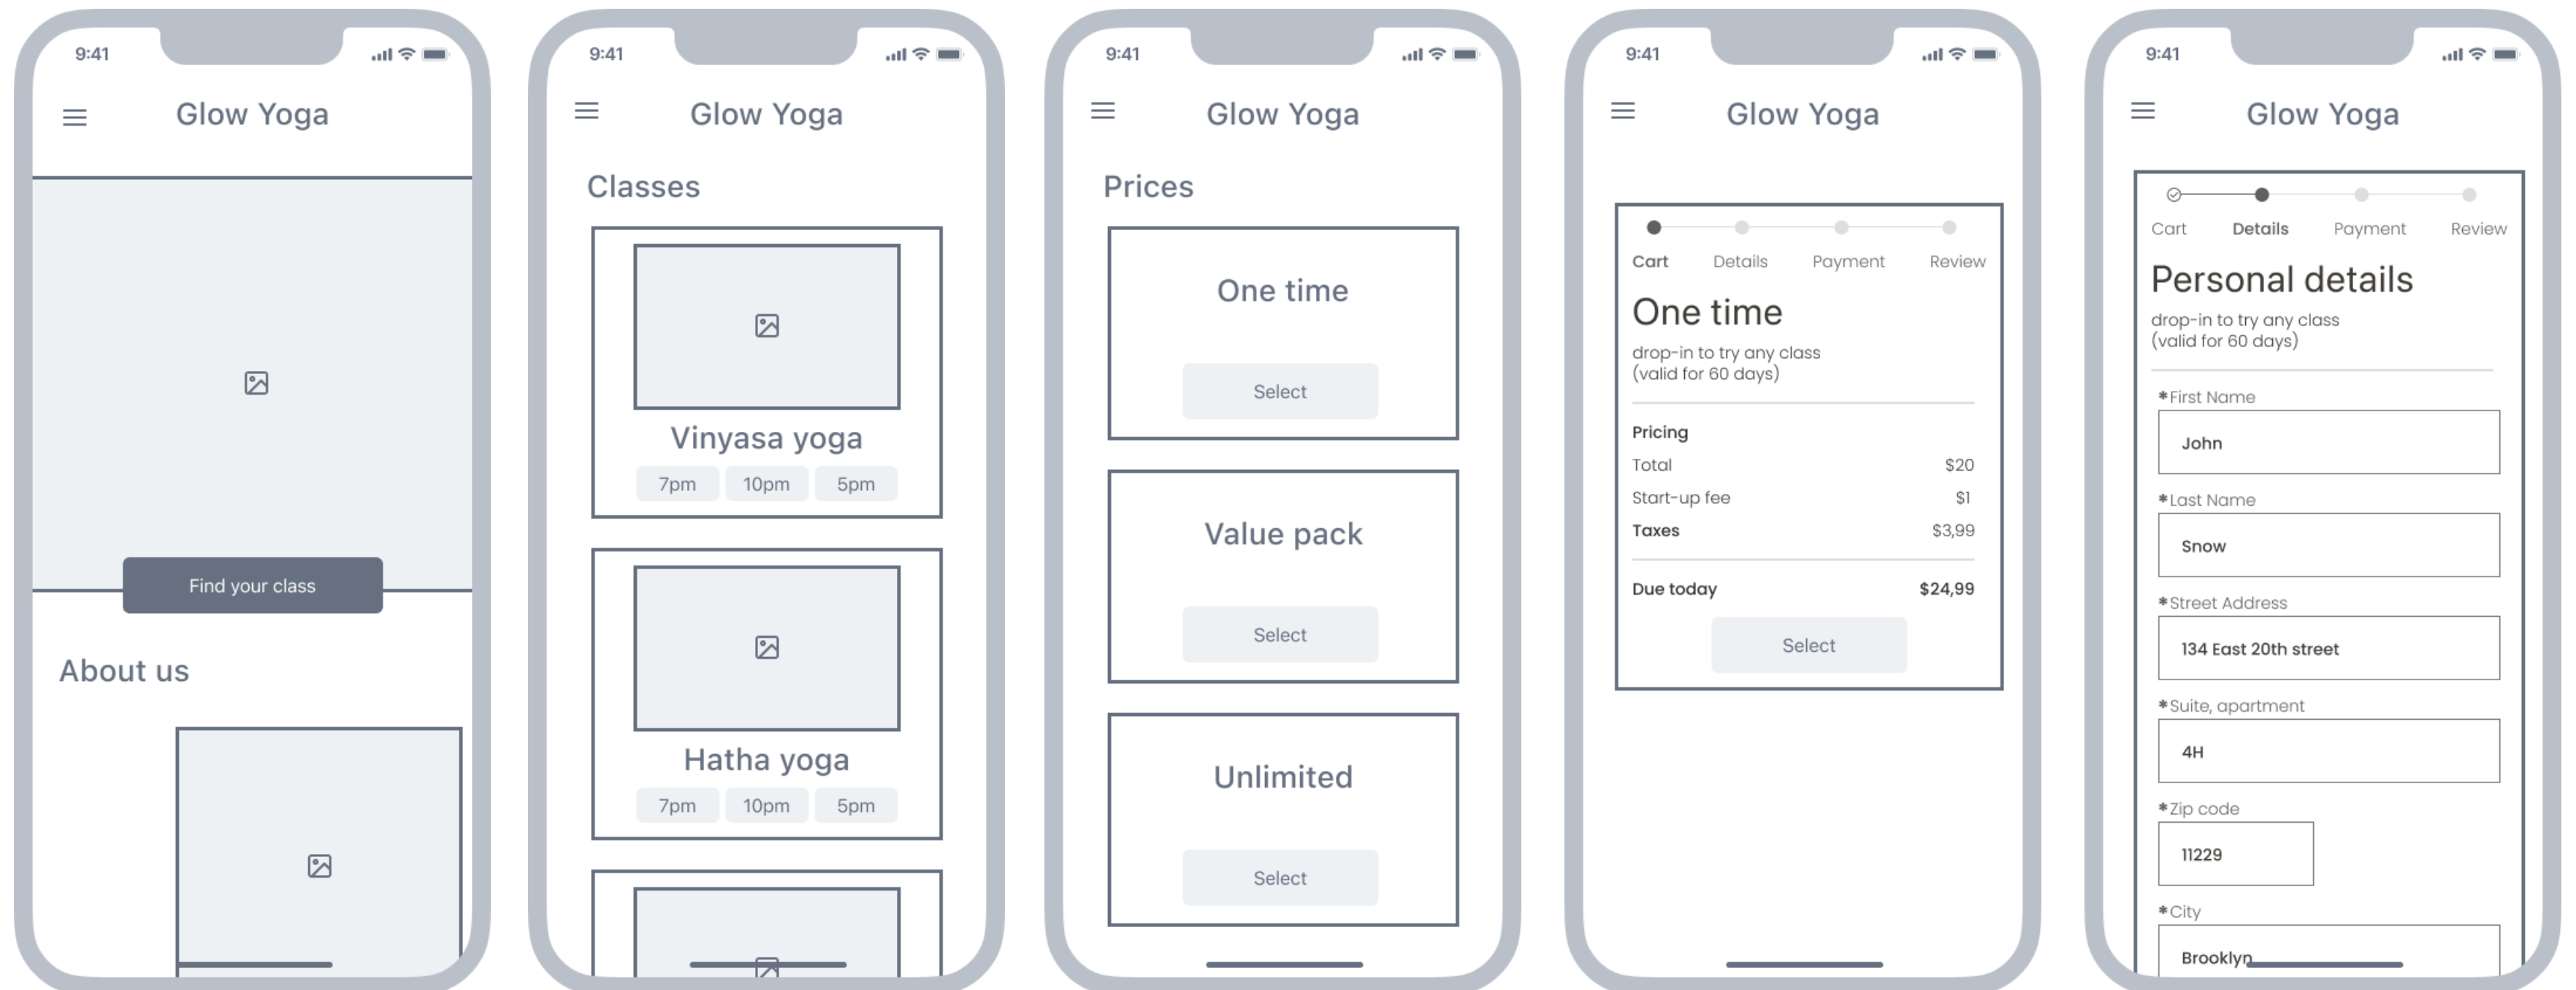 9:41
Glow Yoga
Find your class
About us
9:41
Glow Yoga
Classes
Vinyasa yoga
7pm 10pm 5pm
Hatha yoga
7pm 10pm 5pm
9:41
Glow Yoga
Prices
One time
Select
Value pack
Select
Unlimited
Select
9:41
Glow Yoga
Cart Details Payment Review
One time
drop-in to try any class
(valid for 60 days)
Pricing
Total $20
Start-up fee $1
Taxes $3,99
Due today $24,99
Select
9:41
Glow Yoga
Cart Details Payment Review
Personal details
drop-in to try any class
(valid for 60 days)
*First Name
John
*Last Name
Snow
*Street Address
134 East 20th street
*Suite, apartment
4H
*Zip code
11229
*City
Brooklyn